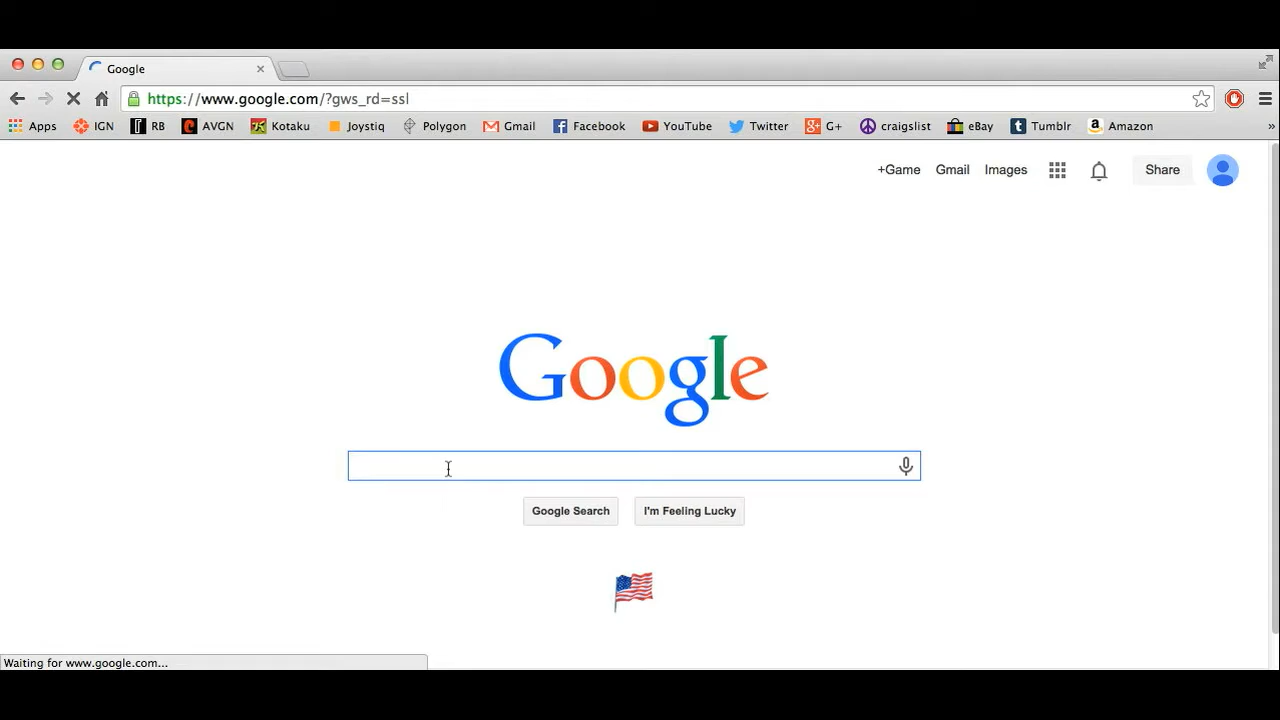 Google
https://www.google.com/?gws_rd=ssl
Apps IGN RB AVGN Kotaku Joystiq Polygon Gmail Facebook YouTube Twitter G+ craigslist eBay Tumblr Amazon »
+Game Gmail Images Share
Google
Google Search I'm Feeling Lucky
Waiting for www.google.com...